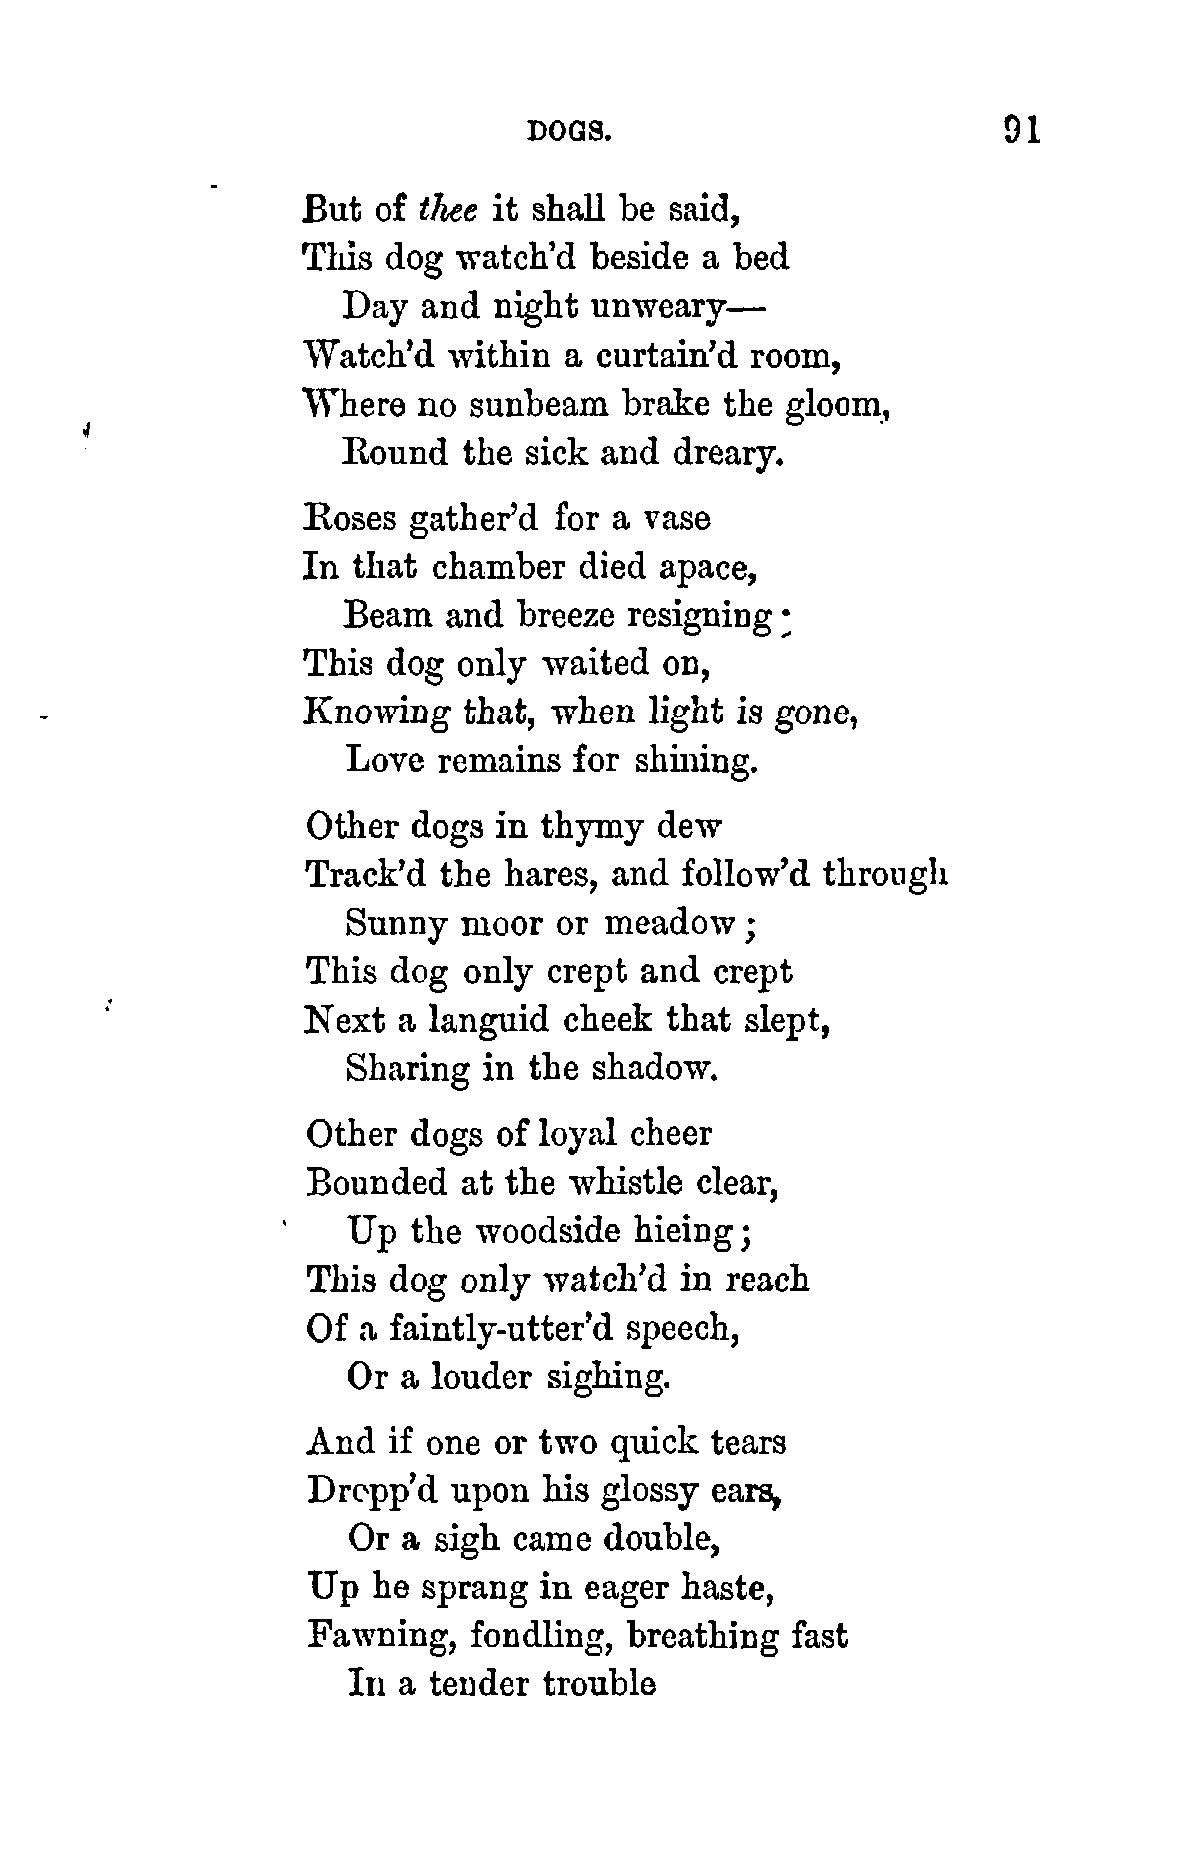 DOGS. 91
But of thee it shall be said,
This dog watch'd beside a bed
Day and night unweary—
Watch'd within a curtain'd room,
Where no sunbeam brake the gloom,
Round the sick and dreary.
Roses gather'd for a vase
In that chamber died apace,
Beam and breeze resigning;
This dog only waited on,
Knowing that, when light is gone,
Love remains for shining.
Other dogs in thymy dew
Track'd the hares, and follow'd through
Sunny moor or meadow;
This dog only crept and crept
Next a languid cheek that slept,
Sharing in the shadow.
Other dogs of loyal cheer
Bounded at the whistle clear,
Up the woodside hieing;
This dog only watch'd in reach
Of a faintly-utter'd speech,
Or a louder sighing.
And if one or two quick tears
Dropp'd upon his glossy ears,
Or a sigh came double,
Up he sprang in eager haste,
Fawning, fondling, breathing fast
In a tender trouble